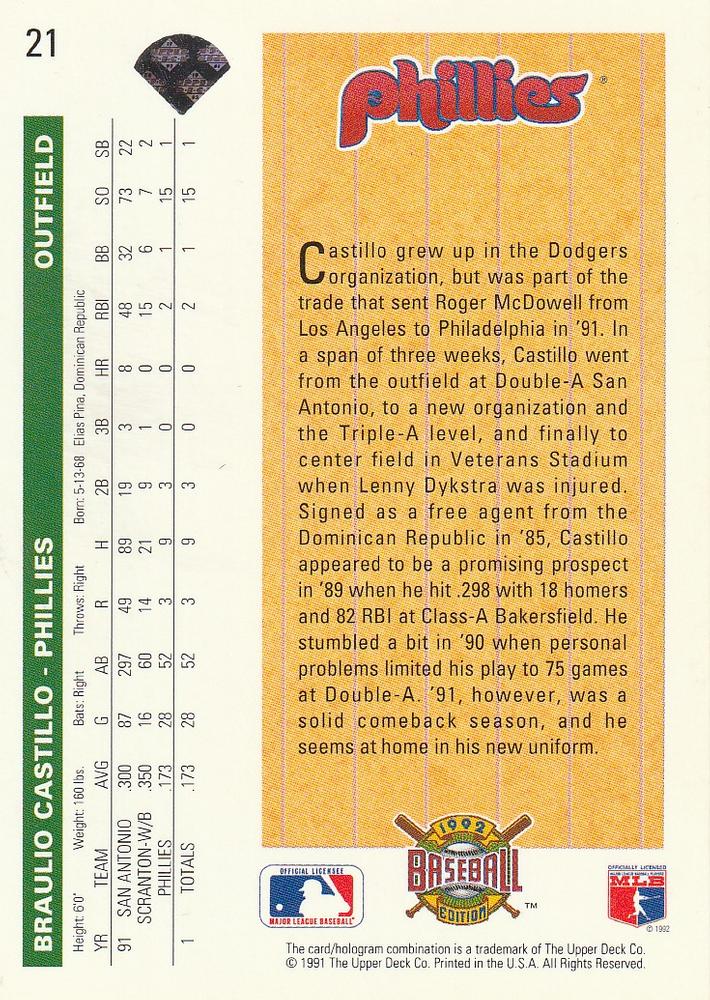 21
BRAULIO CASTILLO - PHILLIES OUTFIELD
Height: 6'0" Weight: 160 lbs. Bats: Right Throws: Right Born: 5-13-68 Elias Pina, Dominican Republic
YR TEAM AVG G AB R H 2B 3B HR RBI BB SO SB
91 SAN ANTONIO .300 87 297 49 89 19 3 8 48 32 73 22
SCRANTON-W/B .350 16 60 14 21 9 1 0 15 6 7 2
PHILLIES .173 28 52 3 9 3 0 0 2 1 15 1
1 TOTALS .173 28 52 3 9 3 0 0 2 1 15 1
Phillies ®
Castillo grew up in the Dodgers
organization, but was part of the
trade that sent Roger McDowell from
Los Angeles to Philadelphia in '91. In
a span of three weeks, Castillo went
from the outfield at Double-A San
Antonio, to a new organization and
the Triple-A level, and finally to
center field in Veterans Stadium
when Lenny Dykstra was injured.
Signed as a free agent from the
Dominican Republic in '85, Castillo
appeared to be a promising prospect
in '89 when he hit .298 with 18 homers
and 82 RBI at Class-A Bakersfield. He
stumbled a bit in '90 when personal
problems limited his play to 75 games
at Double-A. '91, however, was a
solid comeback season, and he
seems at home in his new uniform.
1992
BASEBALL
EDITION ™
OFFICIAL LICENSEE
MAJOR LEAGUE BASEBALL
OFFICIALLY LICENSED
MAJOR LEAGUE BASEBALL PLAYERS
MLB
© 1992
The card/hologram combination is a trademark of The Upper Deck Co.
© 1991 The Upper Deck Co. Printed in the U.S.A. All Rights Reserved.